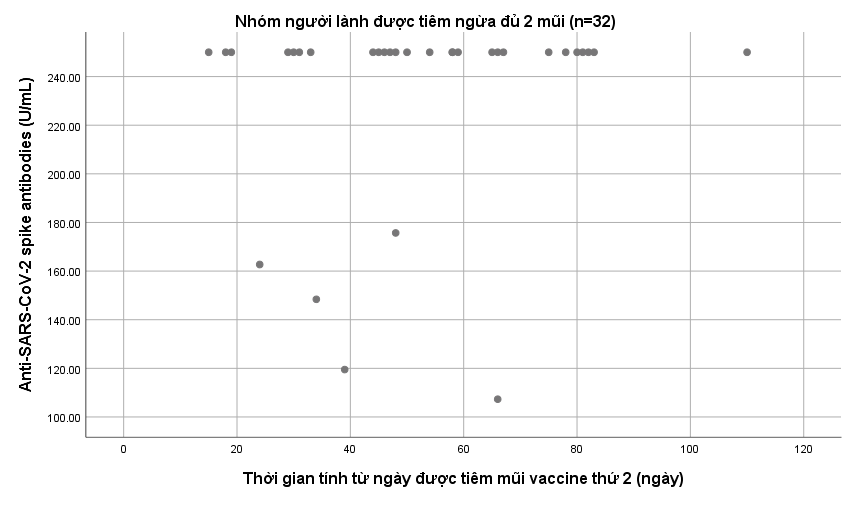 Nhóm người lành được tiêm ngừa đủ 2 mũi (n=32)
Anti-SARS-CoV-2 spike antibodies (U/mL)
240.00
220.00
200.00
180.00
160.00
140.00
120.00
100.00
0 20 40 60 80 100 120
Thời gian tính từ ngày được tiêm mũi vaccine thứ 2 (ngày)